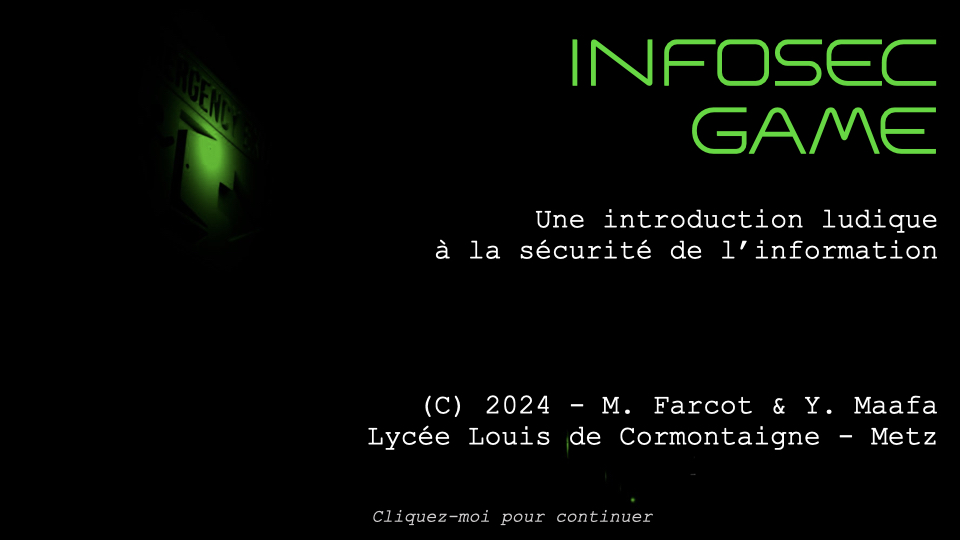 INFOSEC
GAME
Une introduction ludique
à la sécurité de l’information
(C) 2024 - M. Farcot & Y. Maafa
Lycée Louis de Cormontaigne - Metz
Cliquez-moi pour continuer